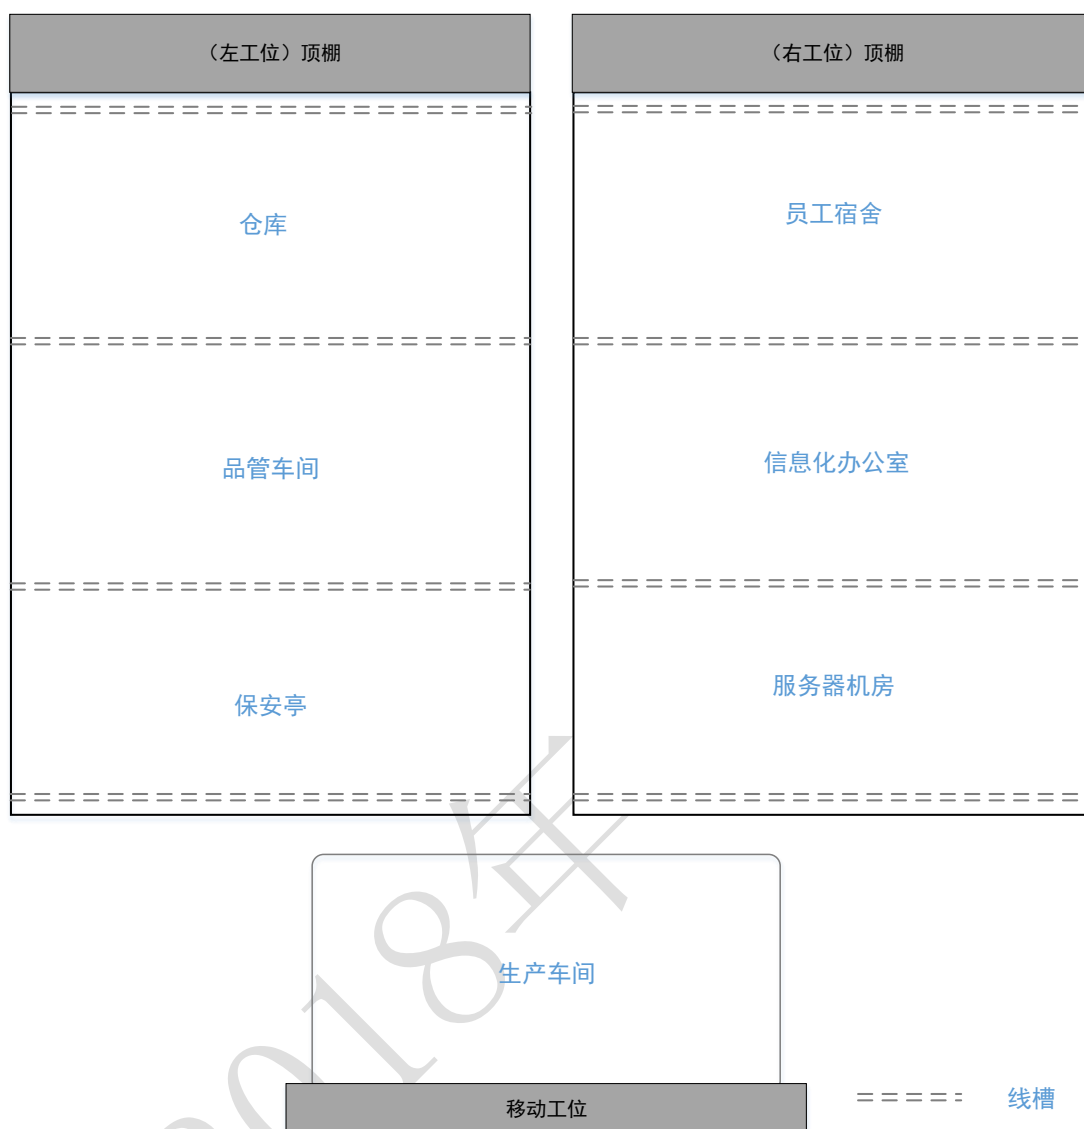 （左工位）顶棚
（右工位）顶棚
仓库
员工宿舍
品管车间
信息化办公室
保安亭
服务器机房
生产车间
移动工位
线槽
2018年